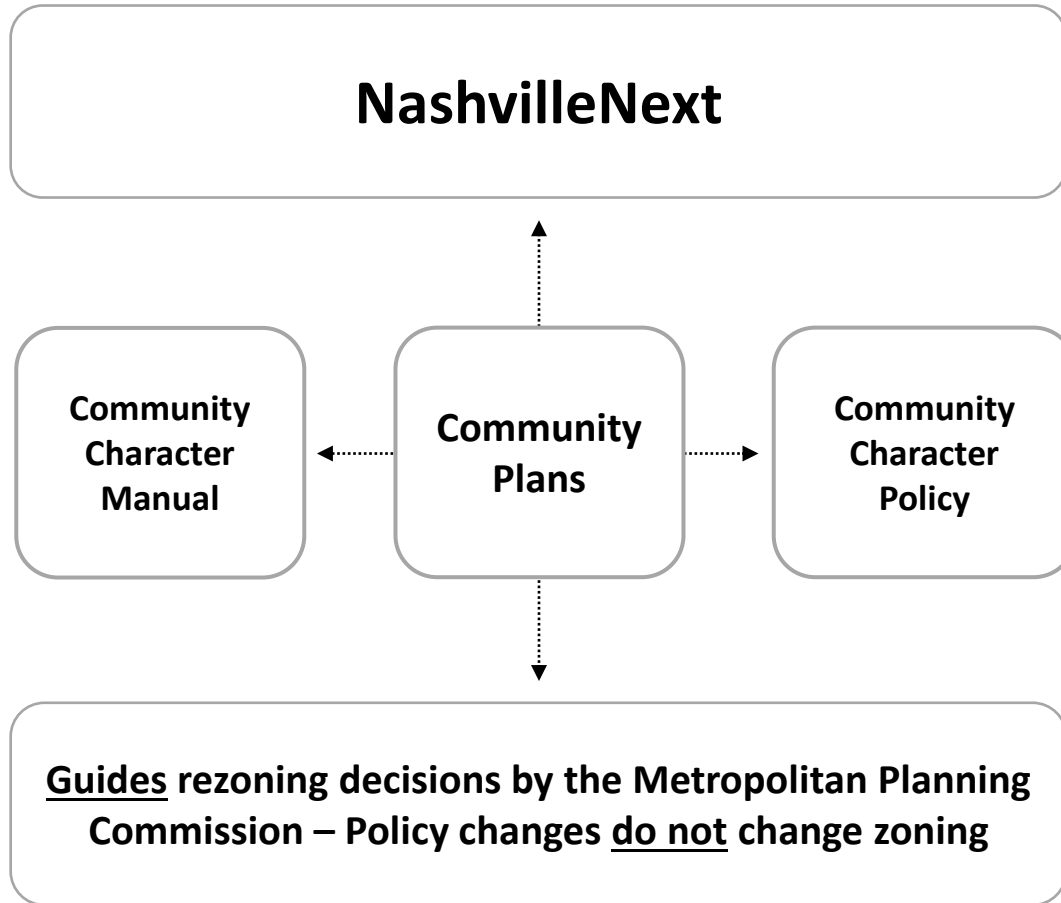 NashvilleNext
Community
Character
Manual
Community
Plans
Community
Character
Policy
Guides rezoning decisions by the Metropolitan Planning
Commission – Policy changes do not change zoning